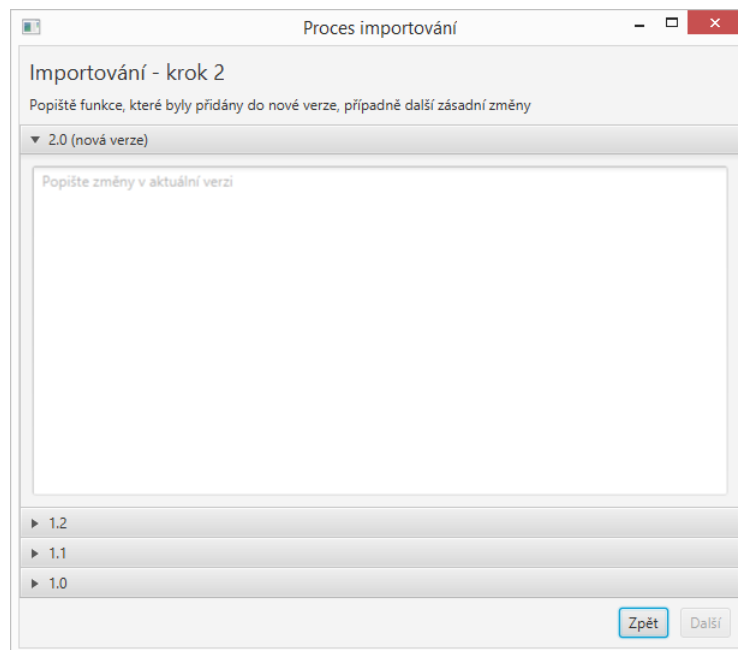 Proces importování
Importování - krok 2
Popiště funkce, které byly přidány do nové verze, případně další zásadní změny
2.0 (nová verze)
Popište změny v aktuální verzi
1.2
1.1
1.0
Zpět Další